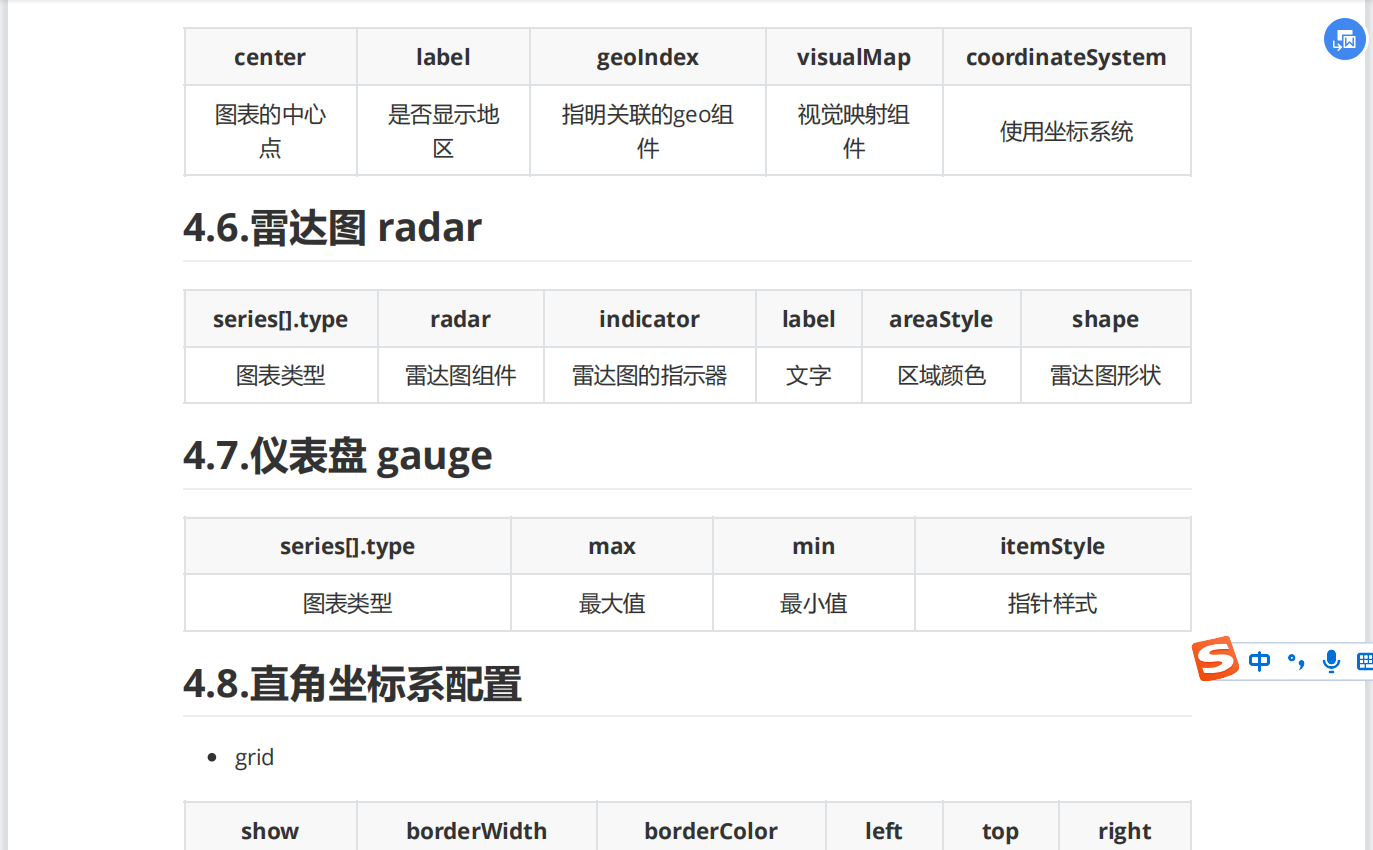 center label geoIndex visualMap coordinateSystem
图表的中心点 是否显示地区 指明关联的geo组件 视觉映射组件 使用坐标系统
4.6.雷达图 radar
series[].type radar indicator label areaStyle shape
图表类型 雷达图组件 雷达图的指示器 文字 区域颜色 雷达图形状
4.7.仪表盘 gauge
series[].type max min itemStyle
图表类型 最大值 最小值 指针样式
中
4.8.直角坐标系配置
grid
show borderWidth borderColor left top right